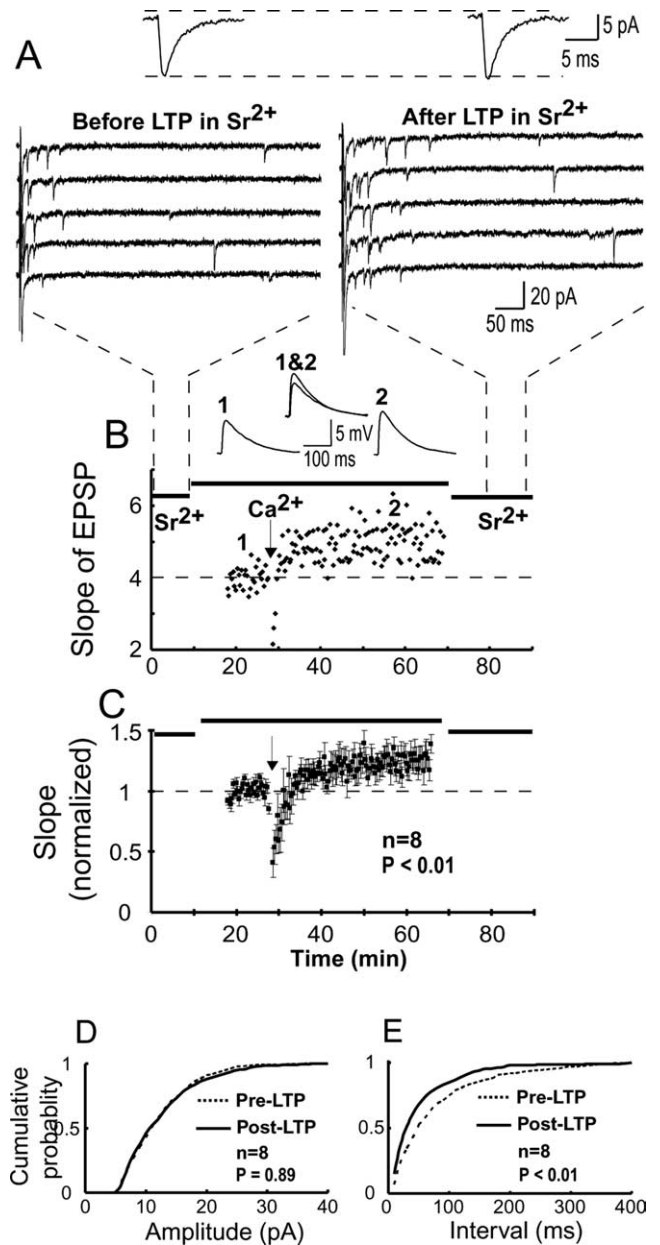 5 pA
5 ms
A
Before LTP in Sr2+
After LTP in Sr2+
20 pA
50 ms
1&2
1
2
5 mV
100 ms
B
Sr2+
Ca2+
Sr2+
1
2
6
4
2
0
20
40
60
80
Slope of EPSP
C
1.5
1
0.5
0
Slope
(normalized)
n=8
P < 0.01
0
20
40
60
80
Time (min)
D
1
0.5
0
Cumulative
probablity
Pre-LTP
Post-LTP
n=8
P = 0.89
0
10
20
30
40
Amplitude (pA)
E
1
0.5
0
Pre-LTP
Post-LTP
n=8
P < 0.01
0
100
200
300
400
Interval (ms)